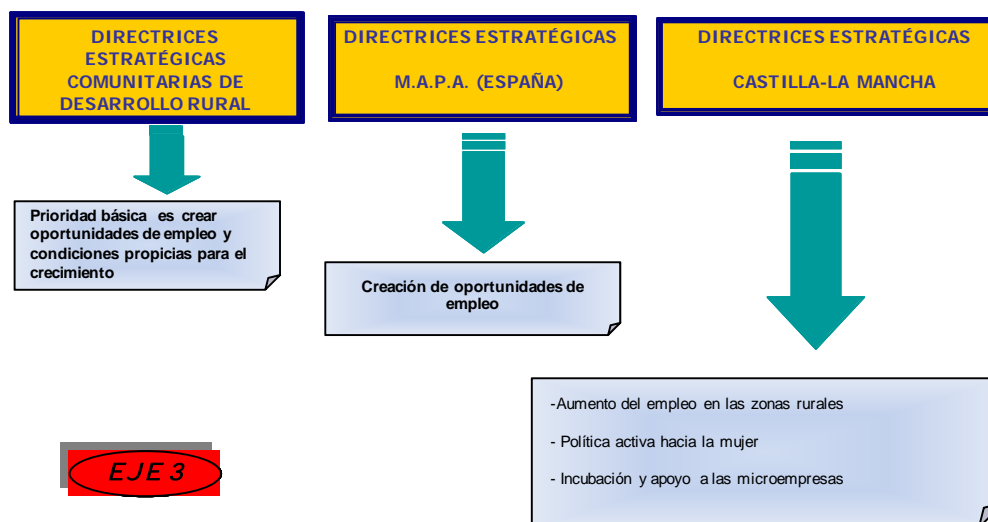 DIRECTRICES
ESTRATÉGICAS
COMUNITARIAS DE
DESARROLLO RURAL
DIRECTRICES ESTRATÉGICAS
M.A.P.A. (ESPAÑA)
DIRECTRICES ESTRATÉGICAS
CASTILLA-LA MANCHA
Prioridad básica es crear
oportunidades de empleo y
condiciones propicias para el
crecimiento
Creación de oportunidades de
empleo
-Aumento del empleo en las zonas rurales
- Política activa hacia la mujer
- Incubación y apoyo a las microempresas
EJE 3